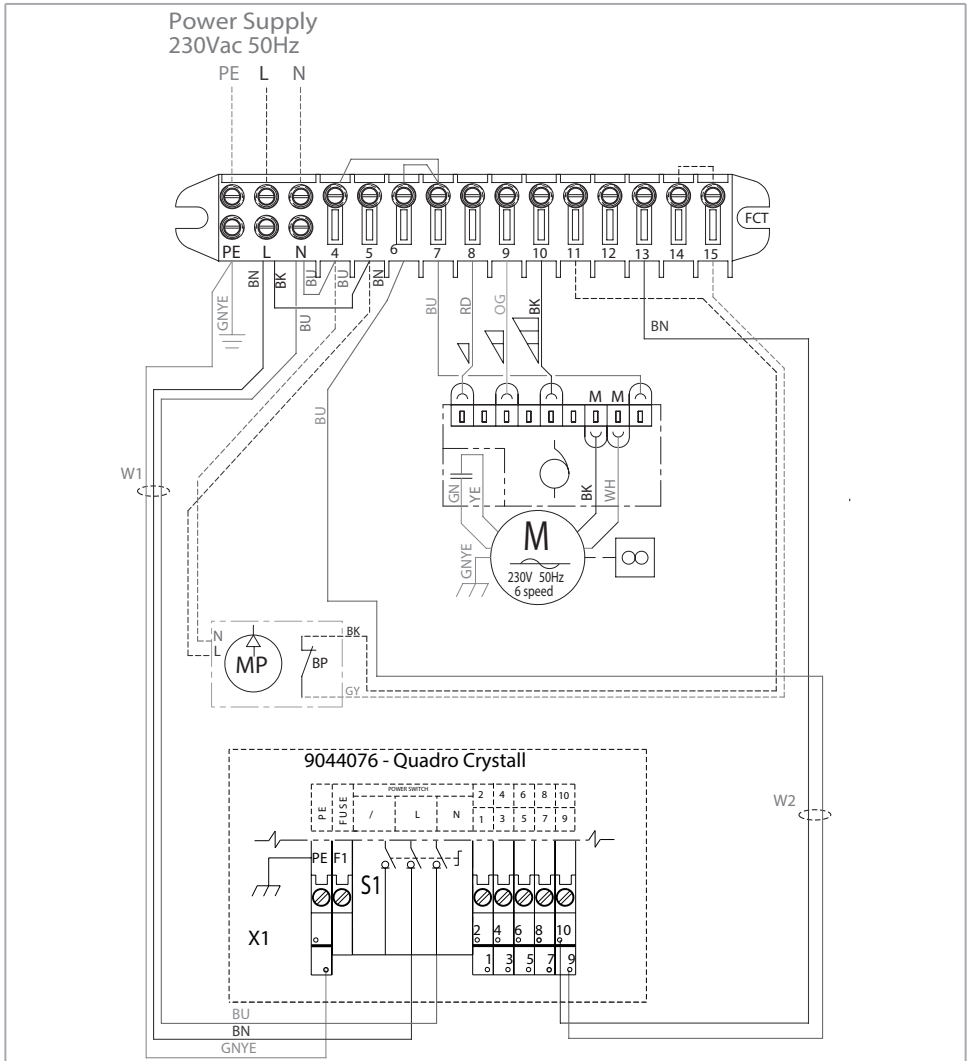 Power Supply
230Vac 50Hz
PE L N
FCT
PE L N 4 5 6 7 8 9 10 11 12 13 14 15
GNYE BN BK BU BU BN BU RD OG BK
BU
BN
M M
BU
W1
GN YE BK WH
M
230V 50Hz
6 speed
GNYE
N
L
MP
BP
BK
GY
9044076 - Quadro Crystall
PE FUSE POWER SWITCH 2 4 6 8 10
/ L N 1 3 5 7 9
W2
PE F1
S1
X1
2 4 6 8 10
1 3 5 7 9
BU
BN
GNYE